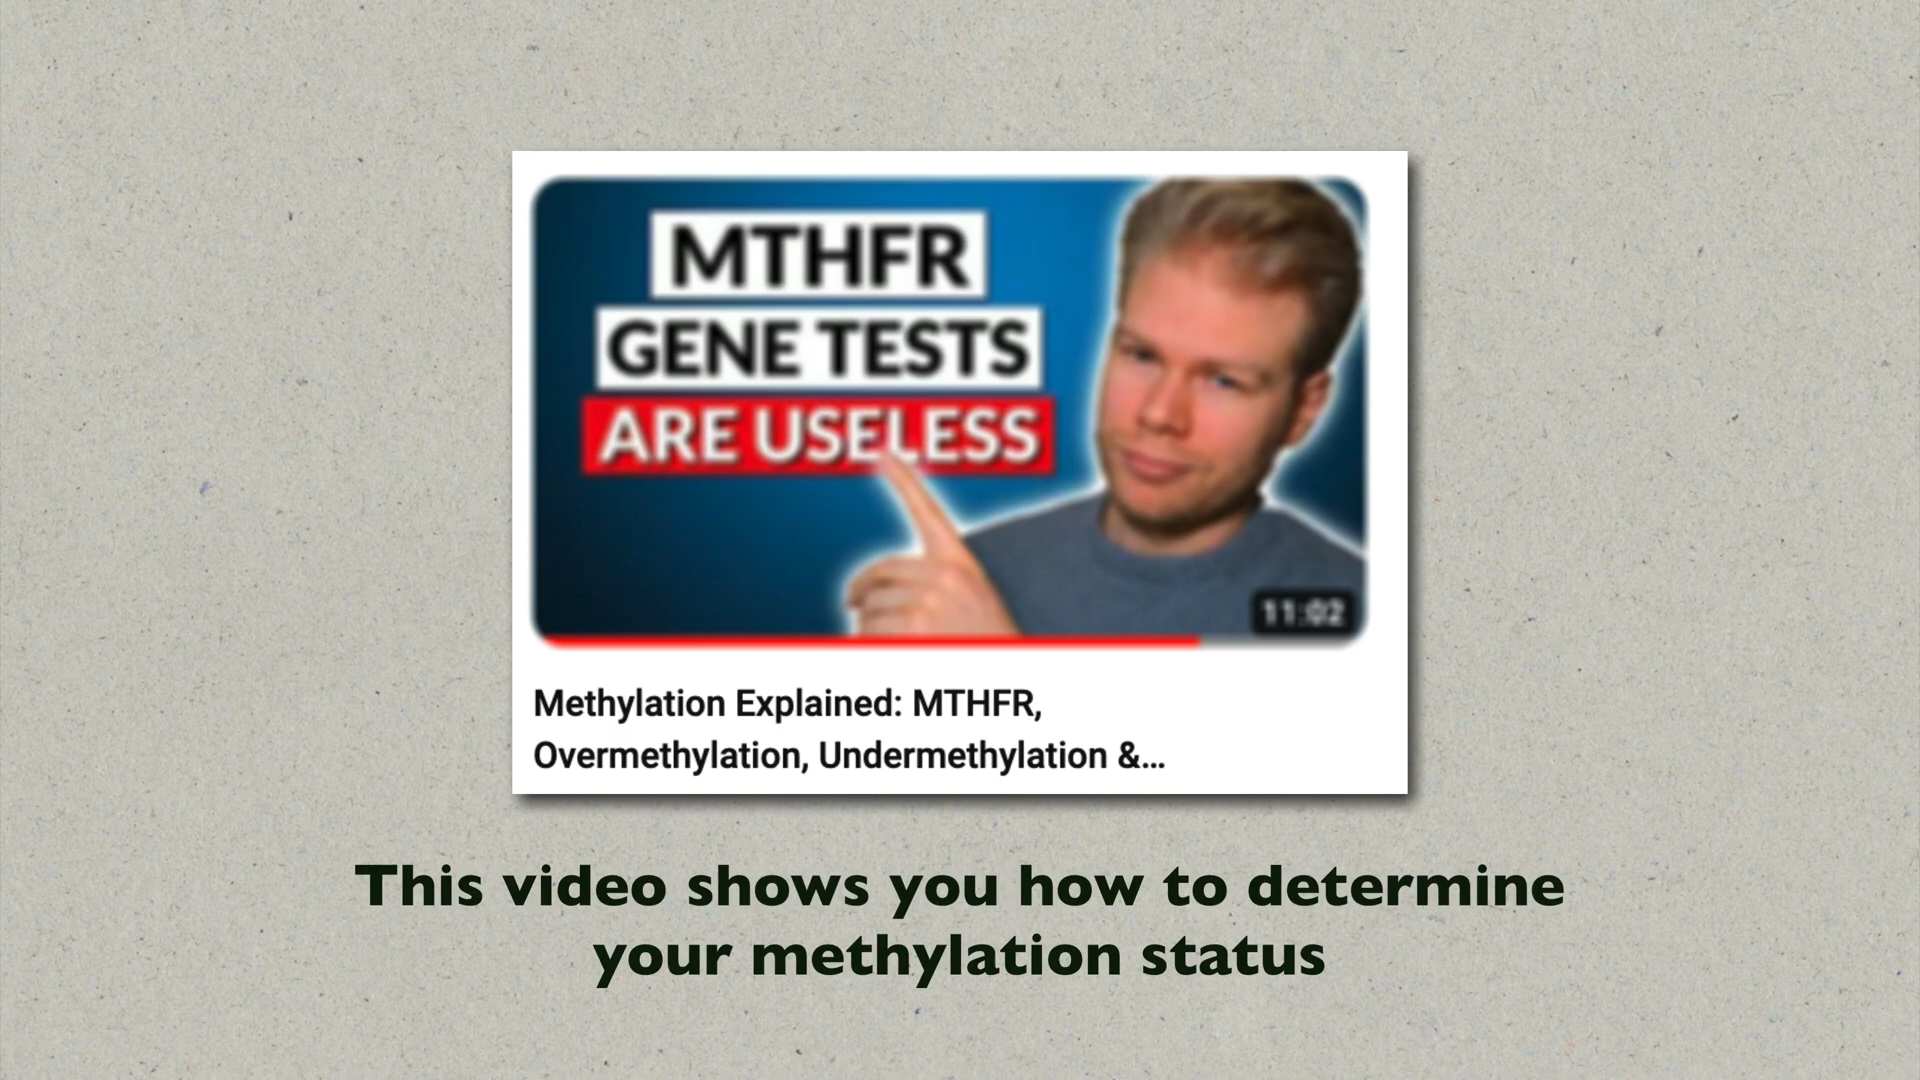 MTHFR
GENE TESTS
ARE USELESS
11:02
Methylation Explained: MTHFR,
Overmethylation, Undermethylation &...
This video shows you how to determine
your methylation status